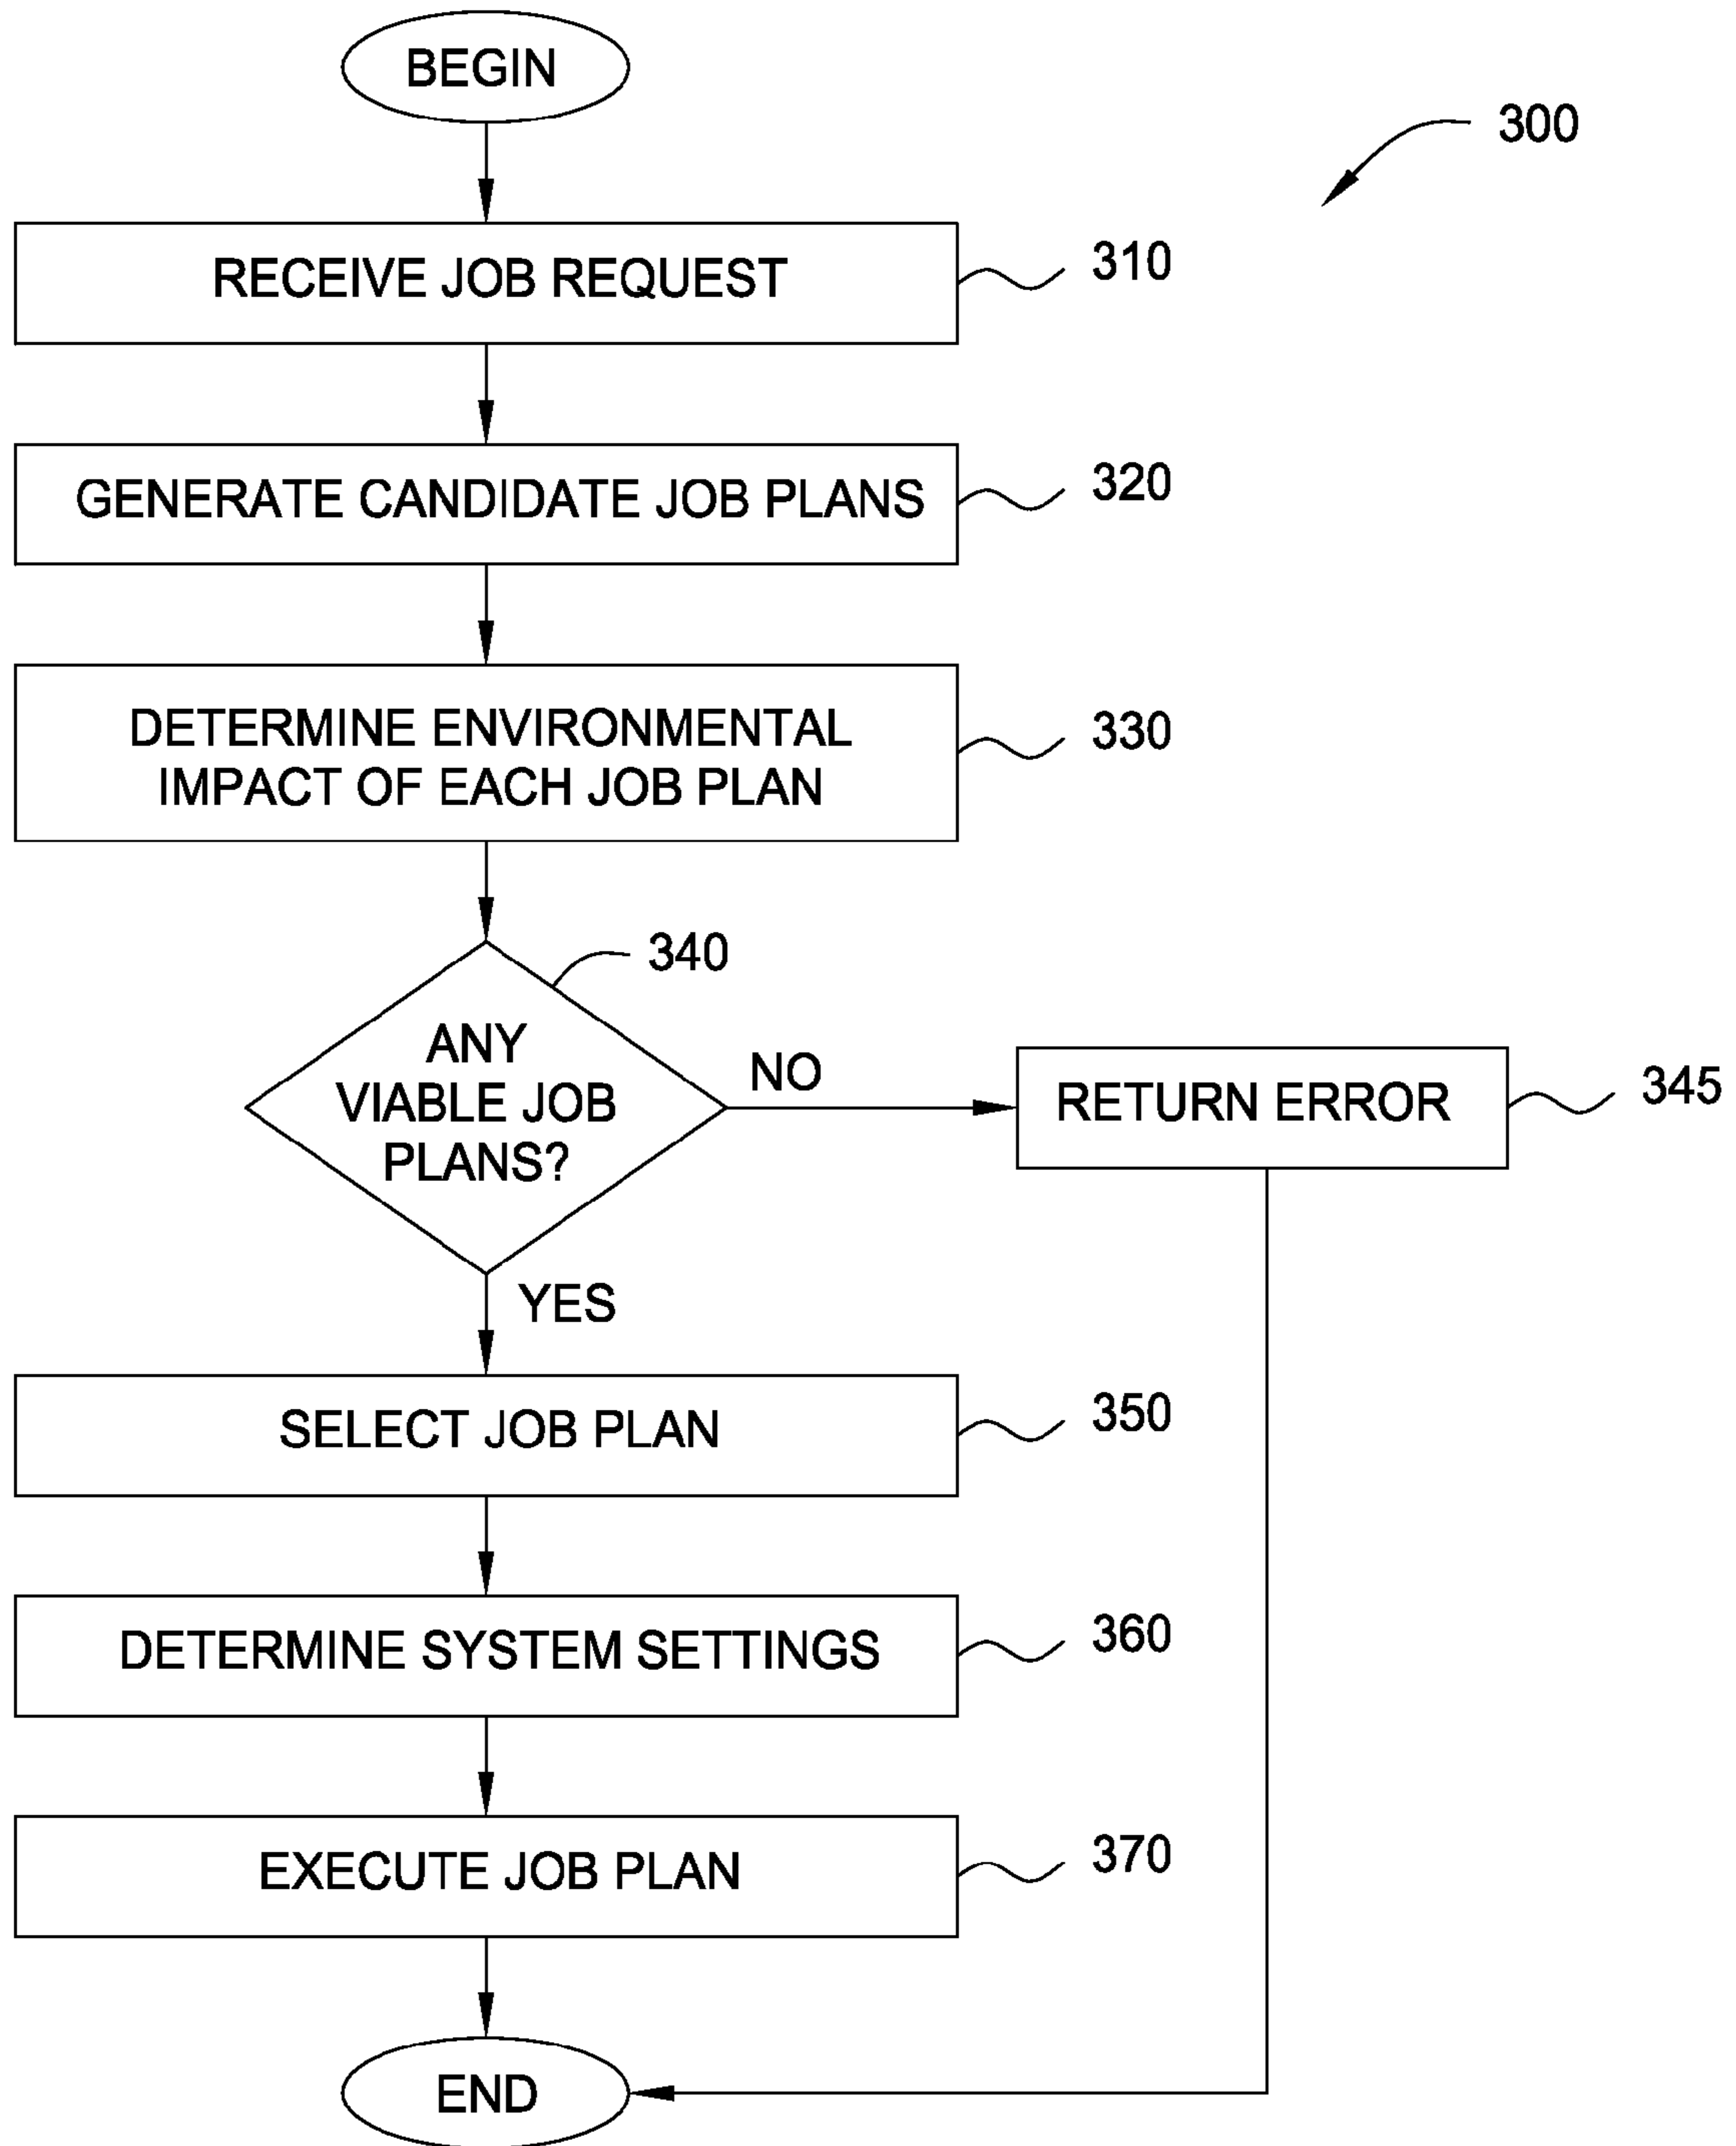 BEGIN
300
RECEIVE JOB REQUEST
310
GENERATE CANDIDATE JOB PLANS
320
DETERMINE ENVIRONMENTAL
IMPACT OF EACH JOB PLAN
330
340
ANY
VIABLE JOB
PLANS?
NO
RETURN ERROR
345
YES
SELECT JOB PLAN
350
DETERMINE SYSTEM SETTINGS
360
EXECUTE JOB PLAN
370
END